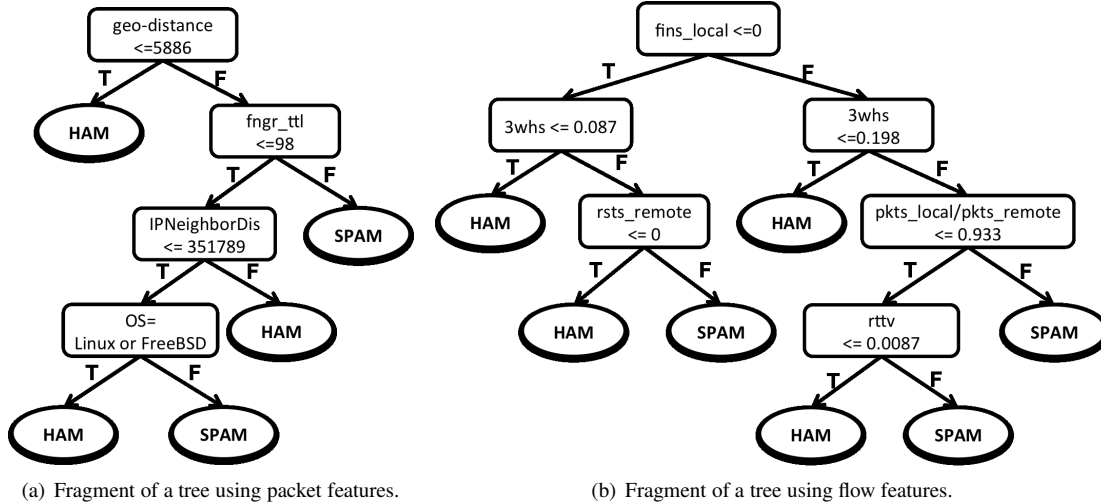 geo-distance
<=5886
T
F
HAM
fngr_ttl
<=98
T
F
IPNeighborDis
<= 351789
SPAM
T
F
OS=
Linux or FreeBSD
HAM
T
F
HAM
SPAM
(a) Fragment of a tree using packet features.
fins_local <=0
T
F
3whs <= 0.087
3whs
<=0.198
T
F
T
F
HAM
rsts_remote
<= 0
HAM
pkts_local/pkts_remote
<= 0.933
T
F
T
F
HAM
SPAM
rttv
<= 0.0087
SPAM
T
F
HAM
SPAM
(b) Fragment of a tree using flow features.